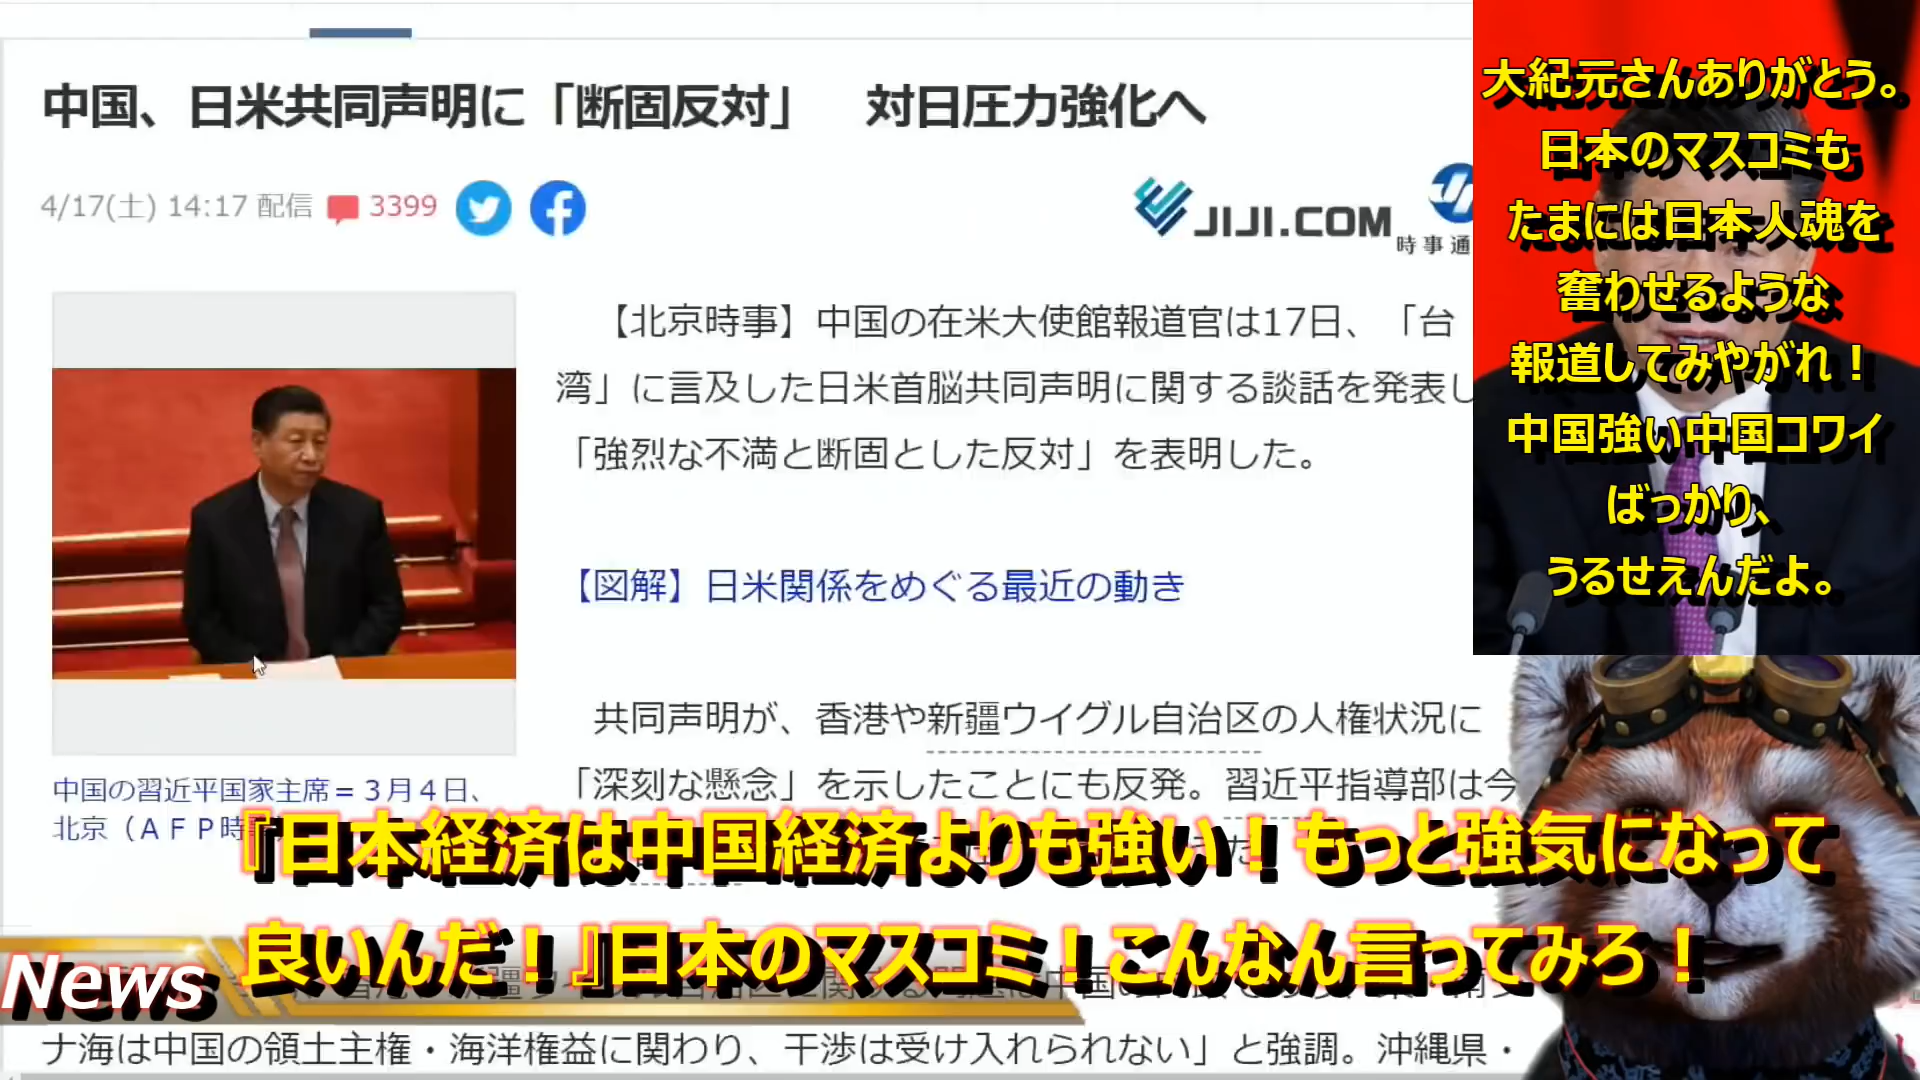 中国、日米共同声明に「断固反対」　対日圧力強化へ
4/17(土) 14:17 配信 3399
JIJI.COM
時事通
【北京時事】中国の在米大使館報道官は17日、「台
湾」に言及した日米首脳共同声明に関する談話を発表し
「強烈な不満と断固とした反対」を表明した。
【図解】日米関係をめぐる最近の動き
共同声明が、香港や新疆ウイグル自治区の人権状況に
「深刻な懸念」を示したことにも反発。習近平指導部は今
中国の習近平国家主席＝３月４日、
北京（ＡＦＰ時
大紀元さんありがとう。
日本のマスコミも
たまには日本人魂を
奮わせるような
報道してみやがれ！
中国強い中国コワイ
ばっかり、
うるせえんだよ。
『日本経済は中国経済よりも強い！もっと強気になって
良いんだ！』日本のマスコミ！こんなん言ってみろ！
News
ナ海は中国の領土主権・海洋権益に関わり、干渉は受け入れられない」と強調。沖縄県・